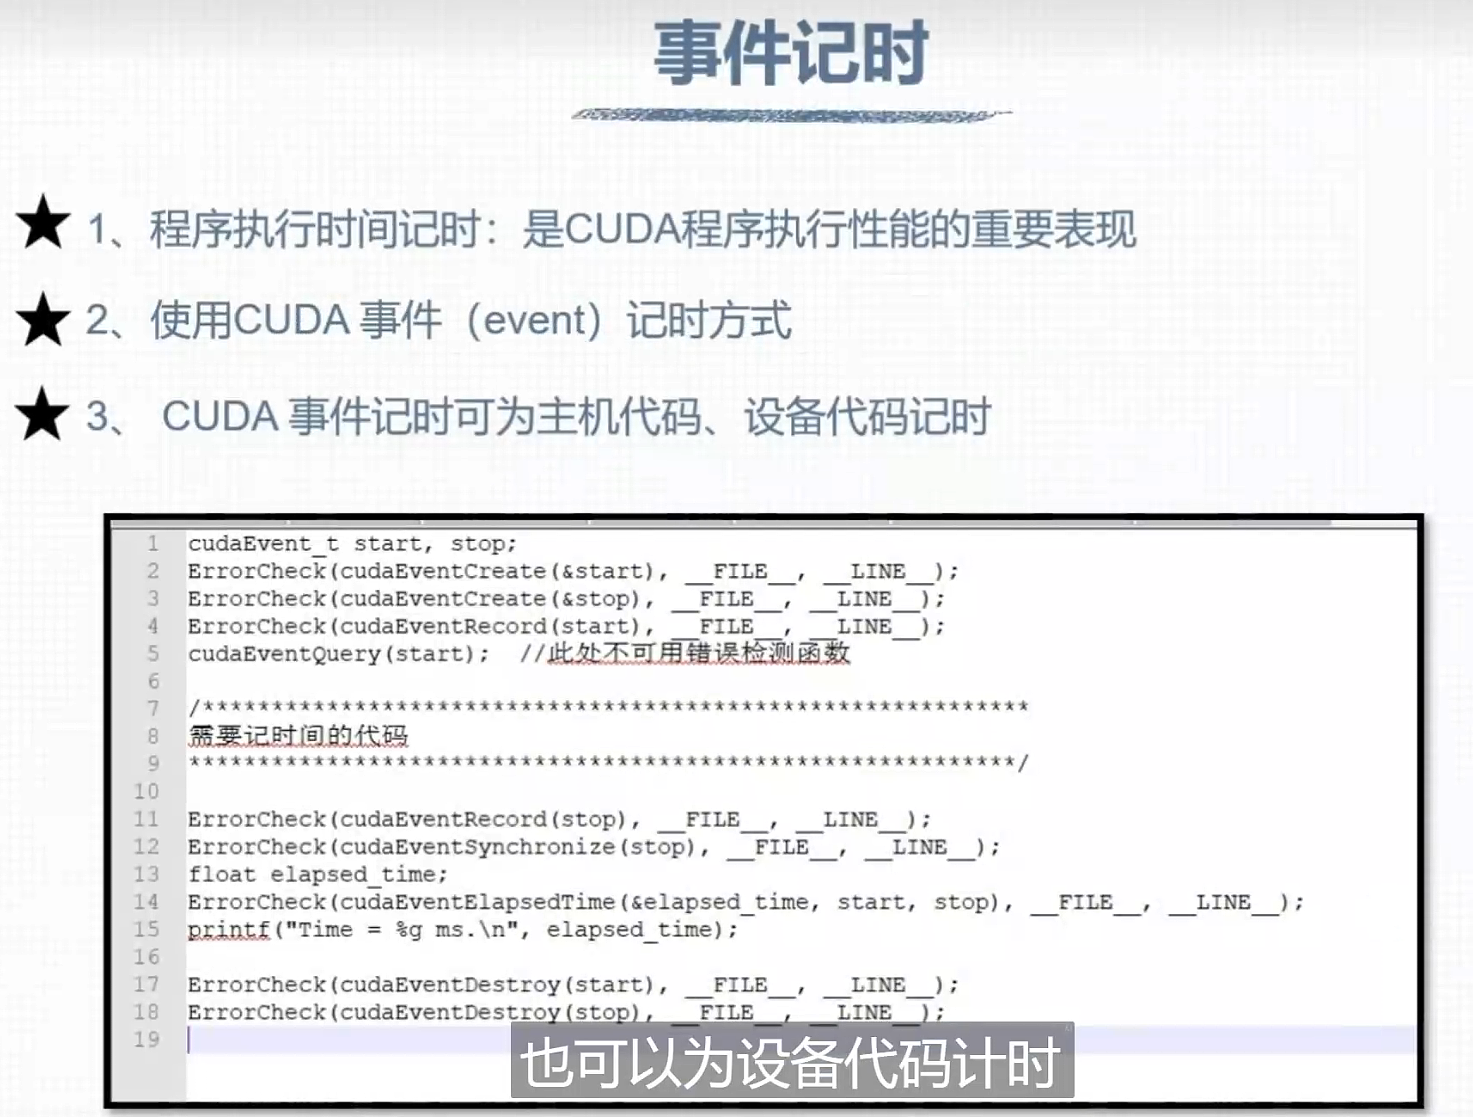 事件记时
★ 1、程序执行时间记时：是CUDA程序执行性能的重要表现
★ 2、使用CUDA 事件（event）记时方式
★ 3、 CUDA 事件记时可为主机代码、设备代码记时
1 cudaEvent_t start, stop;
2 ErrorCheck(cudaEventCreate(&start), __FILE__, __LINE__);
3 ErrorCheck(cudaEventCreate(&stop), __FILE__, __LINE__);
4 ErrorCheck(cudaEventRecord(start), __FILE__, __LINE__);
5 cudaEventQuery(start);  //此处不可用错误检测函数
6
7 /************************************************************
8 需要记时间的代码
9 ************************************************************/
10
11 ErrorCheck(cudaEventRecord(stop), __FILE__, __LINE__);
12 ErrorCheck(cudaEventSynchronize(stop), __FILE__, __LINE__);
13 float elapsed_time;
14 ErrorCheck(cudaEventElapsedTime(&elapsed_time, start, stop), __FILE__, __LINE__);
15 printf("Time = %g ms.\n", elapsed_time);
16
17 ErrorCheck(cudaEventDestroy(start), __FILE__, __LINE__);
18 ErrorCheck(cudaEventDestroy(stop), __FILE__, __LINE__);
19
也可以为设备代码计时